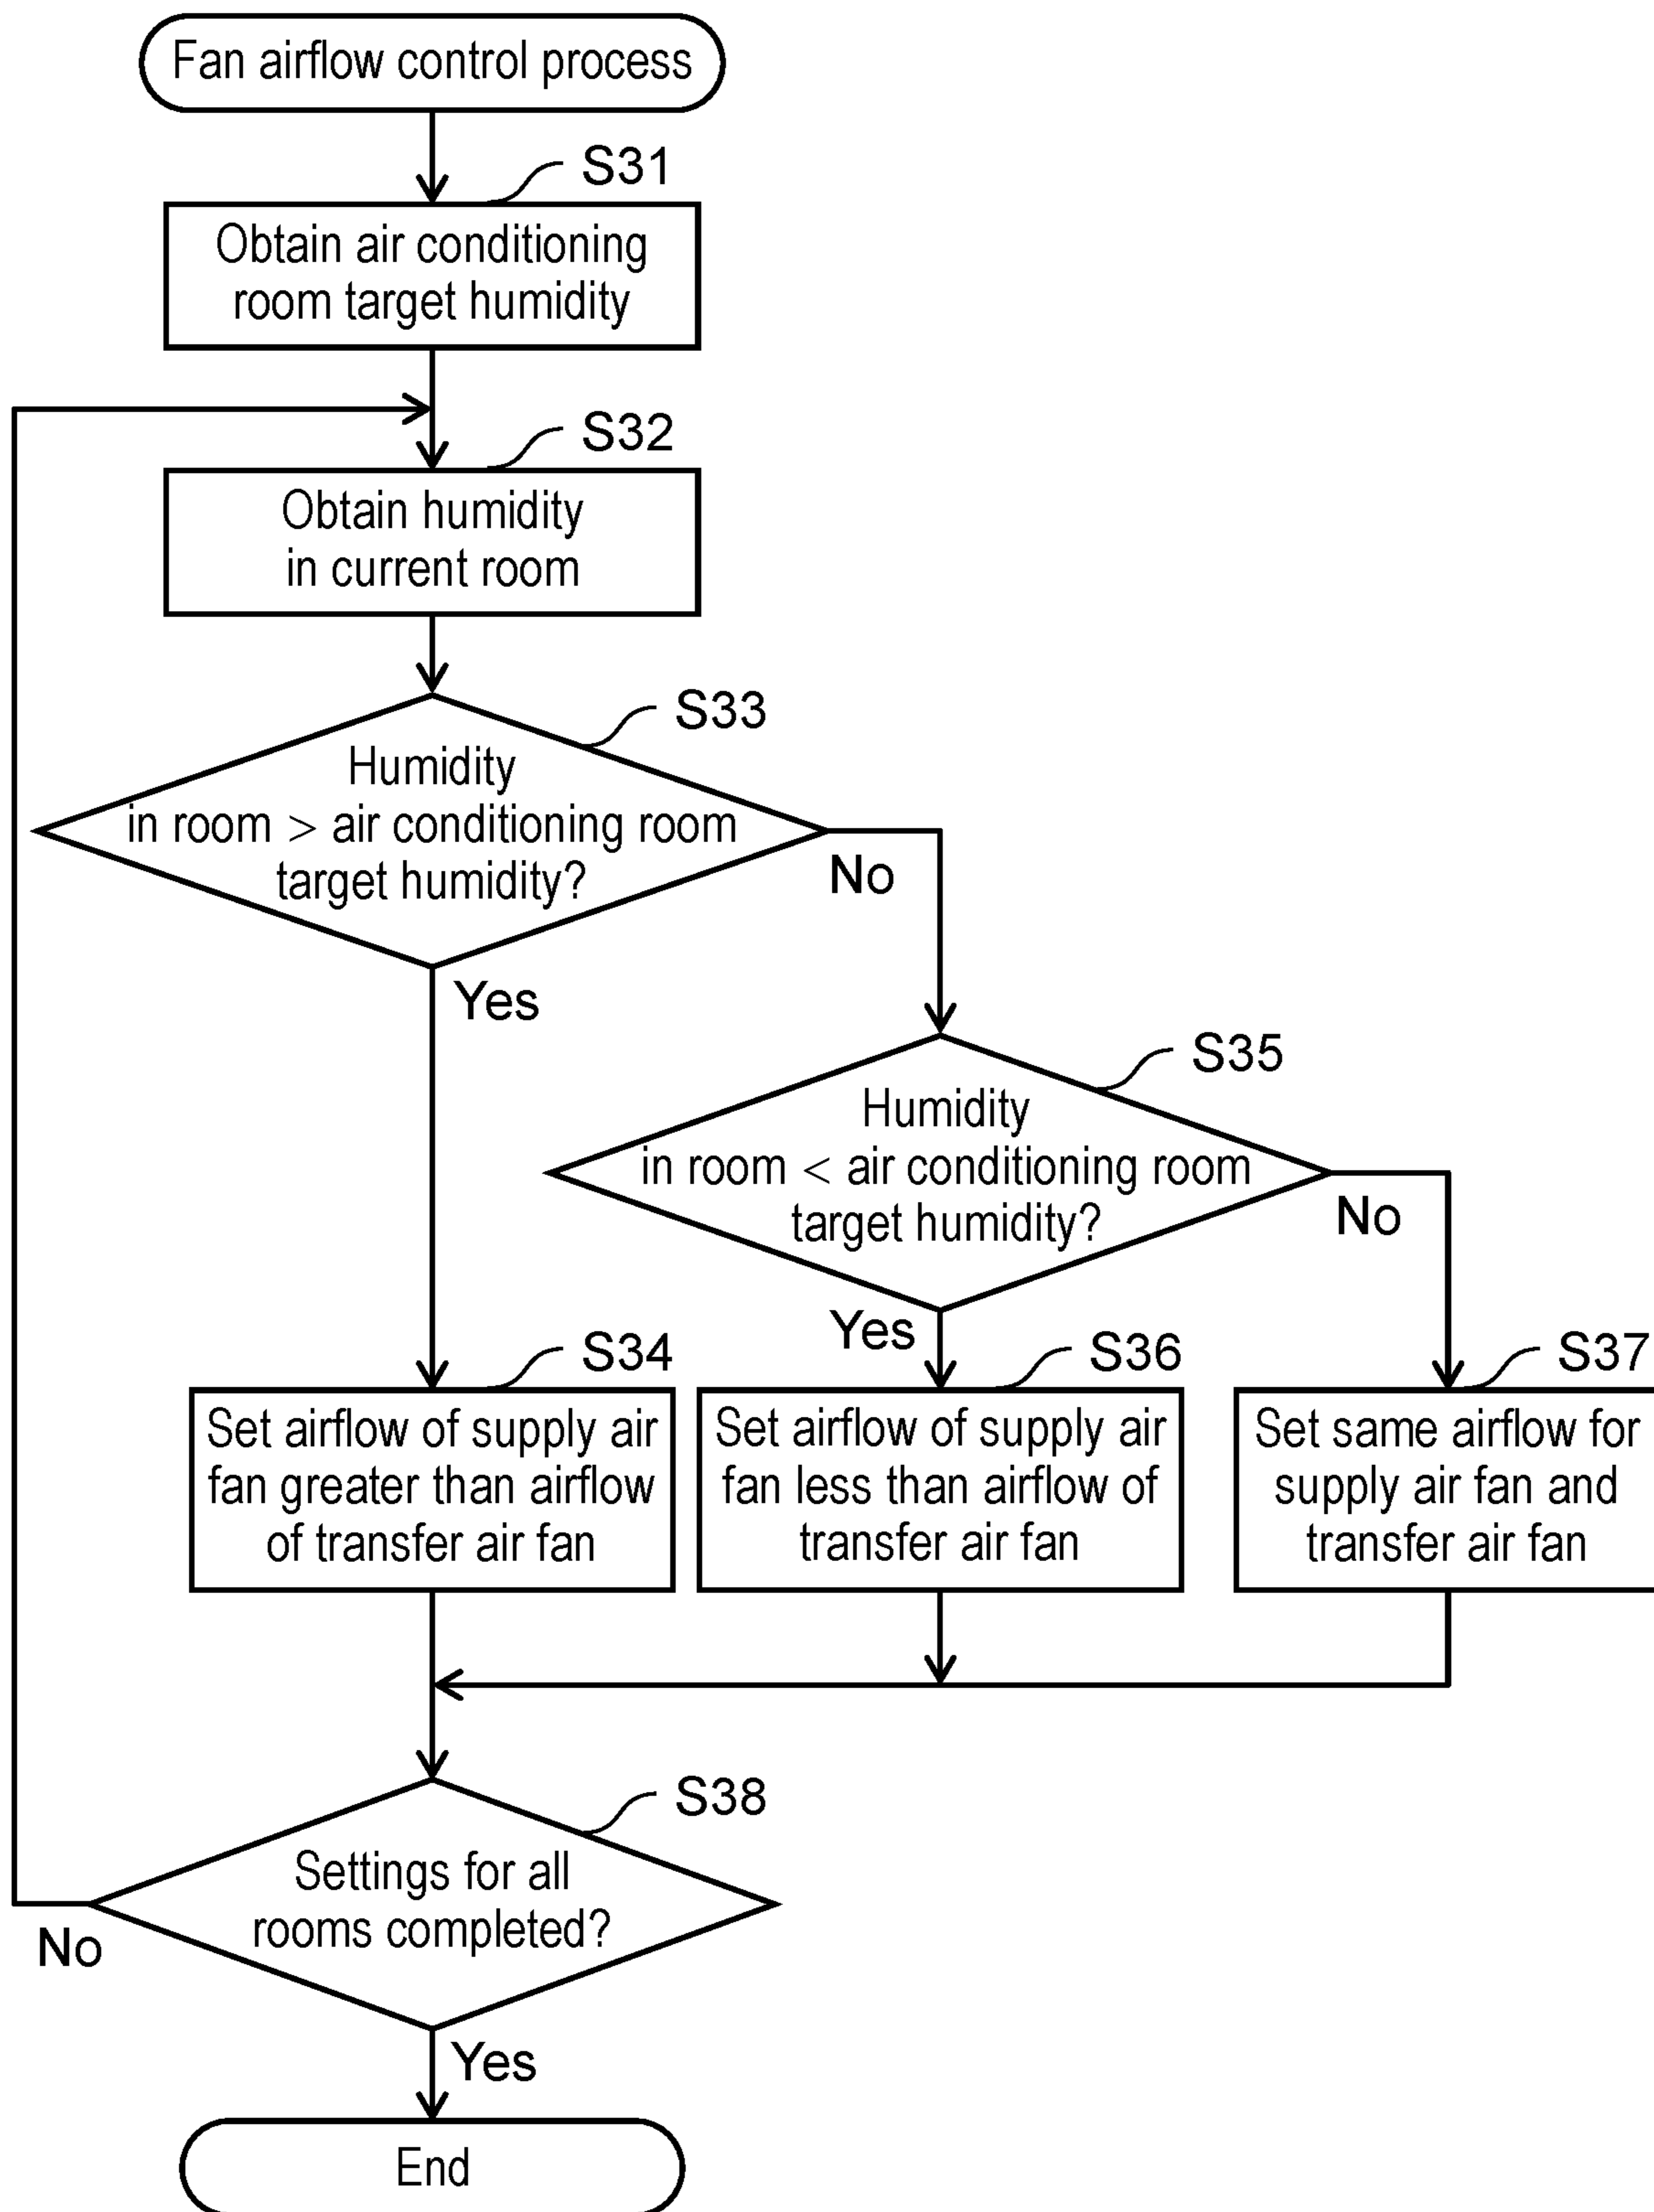 Fan airflow control process
S31
Obtain air conditioning
room target humidity
S32
Obtain humidity
in current room
S33
Humidity
in room > air conditioning room
target humidity?
No
Yes
S35
Humidity
in room < air conditioning room
target humidity?
No
Yes
S34
Set airflow of supply air
fan greater than airflow
of transfer air fan
S36
Set airflow of supply air
fan less than airflow of
transfer air fan
S37
Set same airflow for
supply air fan and
transfer air fan
S38
Settings for all
rooms completed?
No
Yes
End